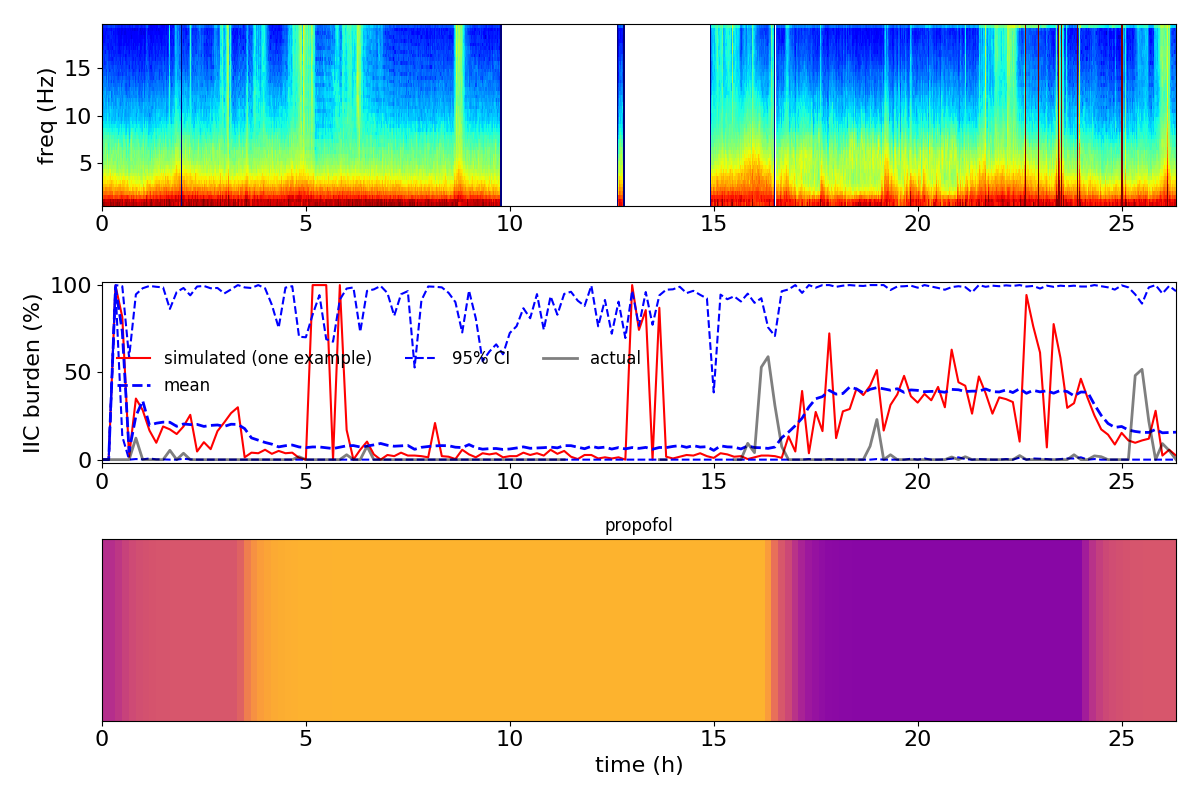 freq (Hz)
15
10
5
0 5 10 15 20 25
IIC burden (%)
100
50
0
simulated (one example) 95% CI actual
mean
0 5 10 15 20 25
propofol
0 5 10 15 20 25
time (h)